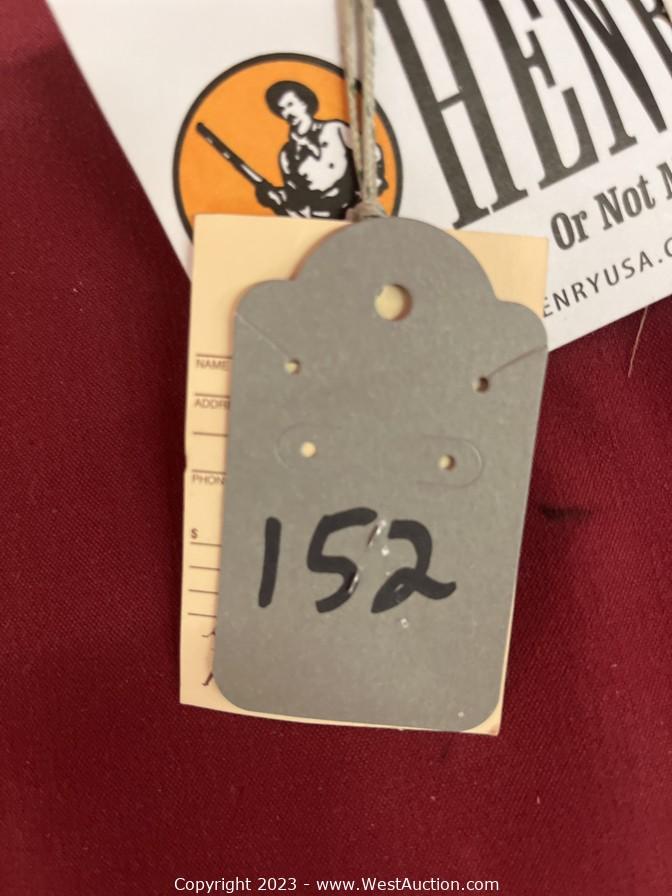 HEN
Or Not
ENRYUSA.
NAME
ADDR
PHON
$
152
Copyright 2023 - www.WestAuction.com